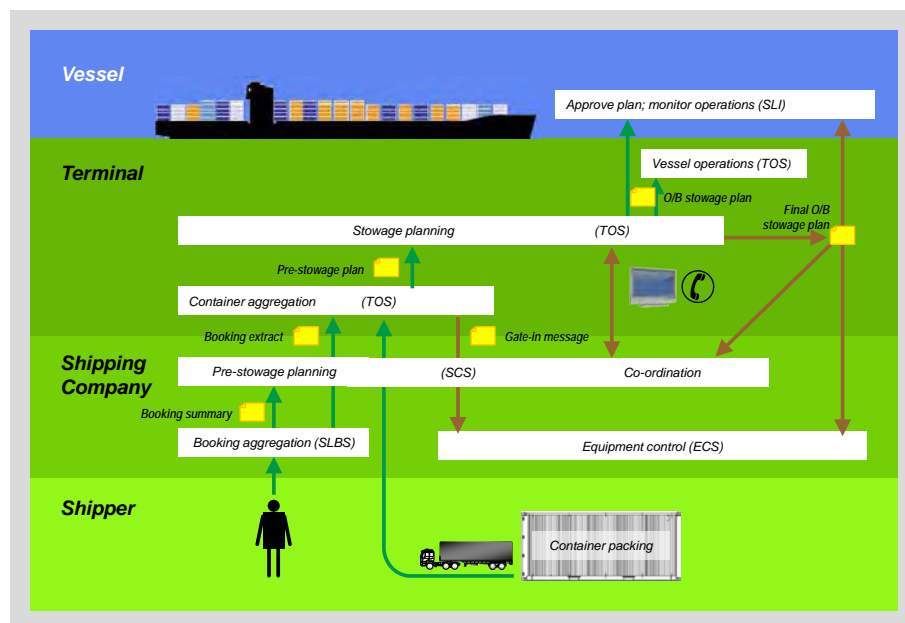 Vessel
Approve plan; monitor operations (SLI)
Terminal
Vessel operations (TOS)
O/B stowage plan
Final O/B
stowage plan
Stowage planning (TOS)
Pre-stowage plan
Container aggregation (TOS)
Booking extract
Gate-in message
Shipping
Company
Pre-stowage planning (SCS) Co-ordination
Booking summary
Booking aggregation (SLBS)
Equipment control (ECS)
Shipper
Container packing